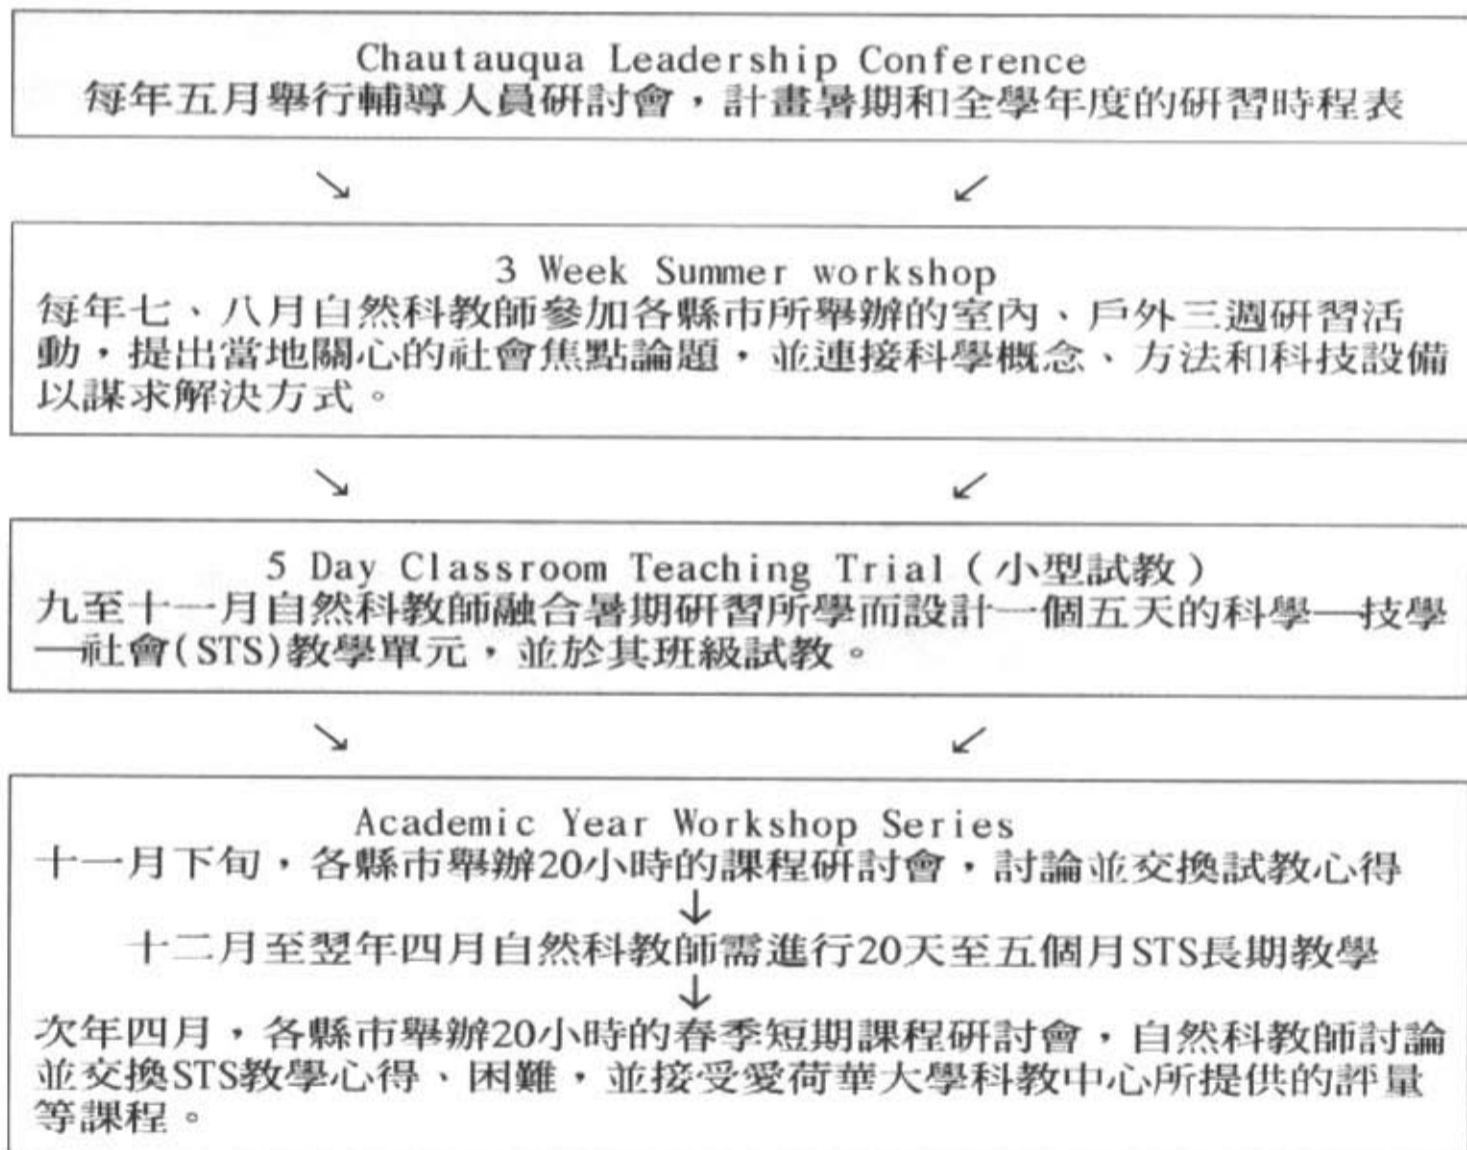 Chautauqua Leadership Conference
每年五月舉行輔導人員研討會，計畫暑期和全學年度的研習時程表
↘ ↙
3 Week Summer workshop
每年七、八月自然科教師參加各縣市所舉辦的室內、戶外三週研習活
動，提出當地關心的社會焦點論題，並連接科學概念、方法和科技設備
以謀求解決方式。
↘ ↙
5 Day Classroom Teaching Trial（小型試教）
九至十一月自然科教師融合暑期研習所學而設計一個五天的科學—技學
—社會(STS)教學單元，並於其班級試教。
↘ ↙
Academic Year Workshop Series
十一月下旬，各縣市舉辦20小時的課程研討會，討論並交換試教心得
↓
十二月至翌年四月自然科教師需進行20天至五個月STS長期教學
↓
次年四月，各縣市舉辦20小時的春季短期課程研討會，自然科教師討論
並交換STS教學心得、困難，並接受愛荷華大學科教中心所提供的評量
等課程。